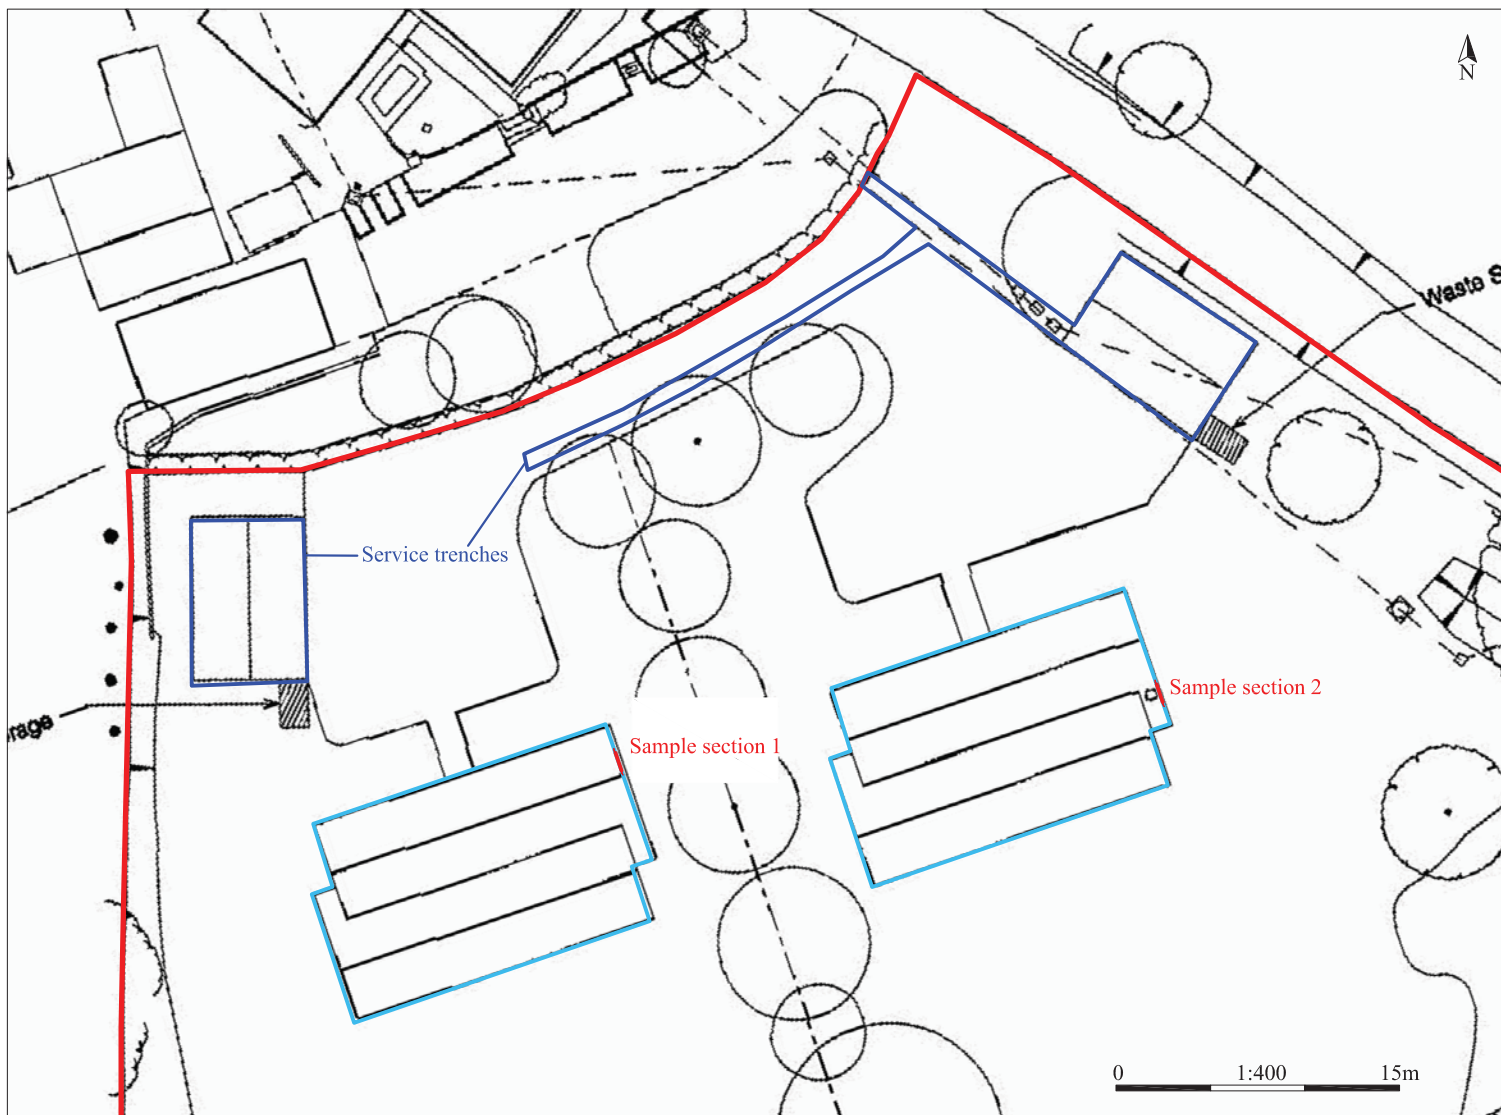 N
Waste S
Service trenches
Sample section 2
rage
Sample section 1
0 1:400 15m